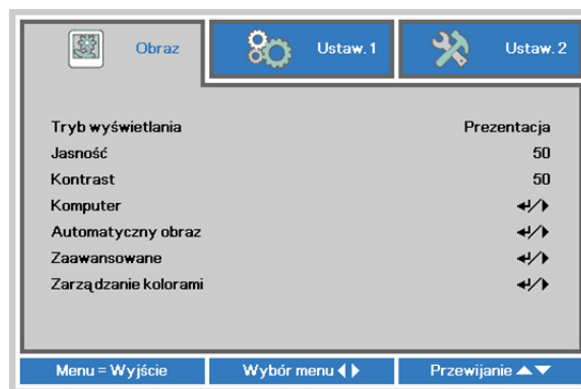 Obraz
Ustaw. 1
Ustaw. 2
Tryb wyświetlania Prezentacja
Jasność 50
Kontrast 50
Komputer ↵/▶
Automatyczny obraz ↵/▶
Zaawansowane ↵/▶
Zarządzanie kolorami ↵/▶
Menu = Wyjście
Wybór menu ◀▶
Przewijanie ▲▼